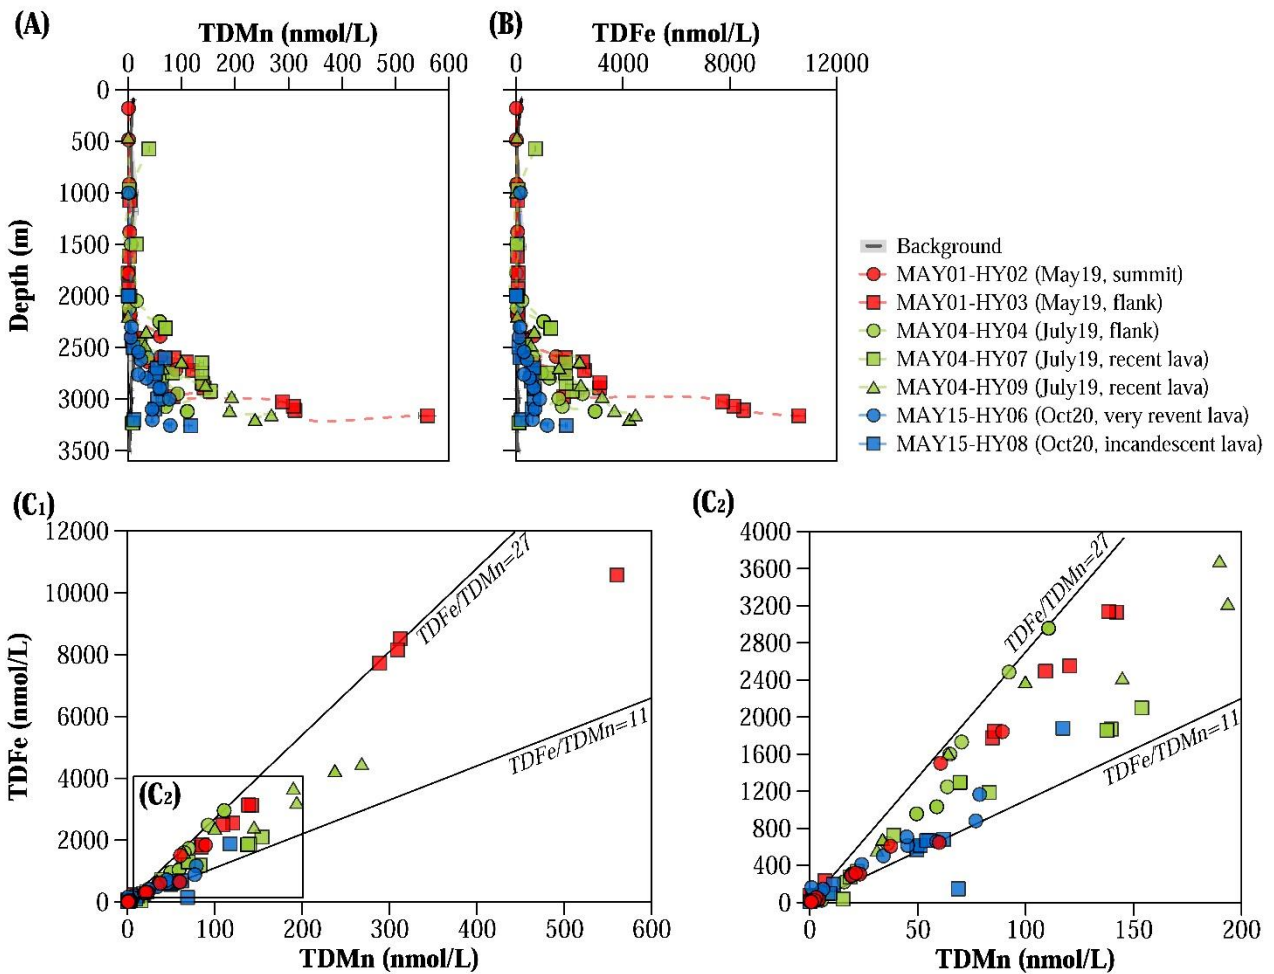 (A)
TDMn (nmol/L)
0 100 200 300 400 500 600
(B)
TDFe (nmol/L)
0 4000 8000 12000
Depth (m)
0
500
1000
1500
2000
2500
3000
3500
Background
MAY01-HY02 (May19, summit)
MAY01-HY03 (May19, flank)
MAY04-HY04 (July19, flank)
MAY04-HY07 (July19, recent lava)
MAY04-HY09 (July19, recent lava)
MAY15-HY06 (Oct20, very revent lava)
MAY15-HY08 (Oct20, incandescent lava)
(C1)
TDFe (nmol/L)
12000
10000
8000
6000
4000
2000
0
TDFe/TDMn=27
TDFe/TDMn=11
(C2)
0 100 200 300 400 500 600
TDMn (nmol/L)
(C2)
4000
3600
3200
2800
2400
2000
1600
1200
800
400
0
TDFe/TDMn=27
TDFe/TDMn=11
0 50 100 150 200
TDMn (nmol/L)